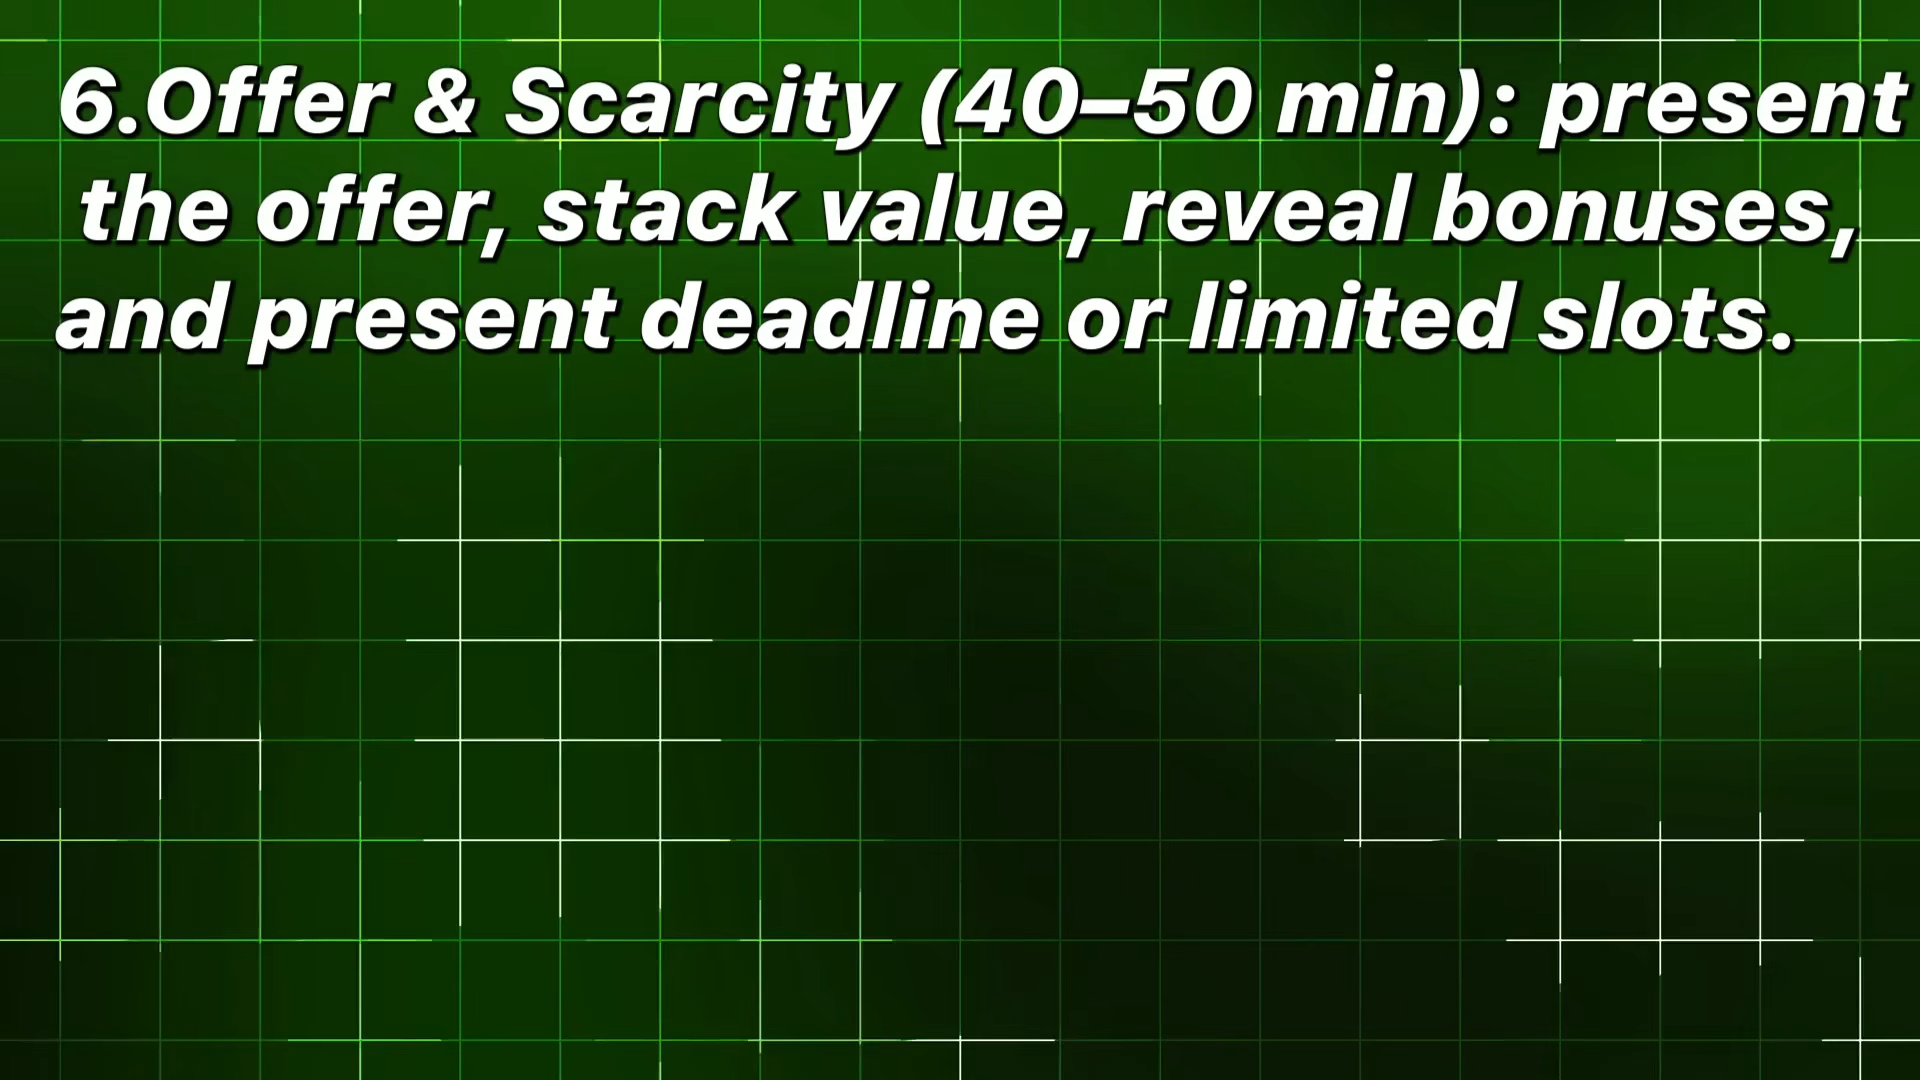 6.Offer & Scarcity (40–50 min): present
the offer, stack value, reveal bonuses,
and present deadline or limited slots.